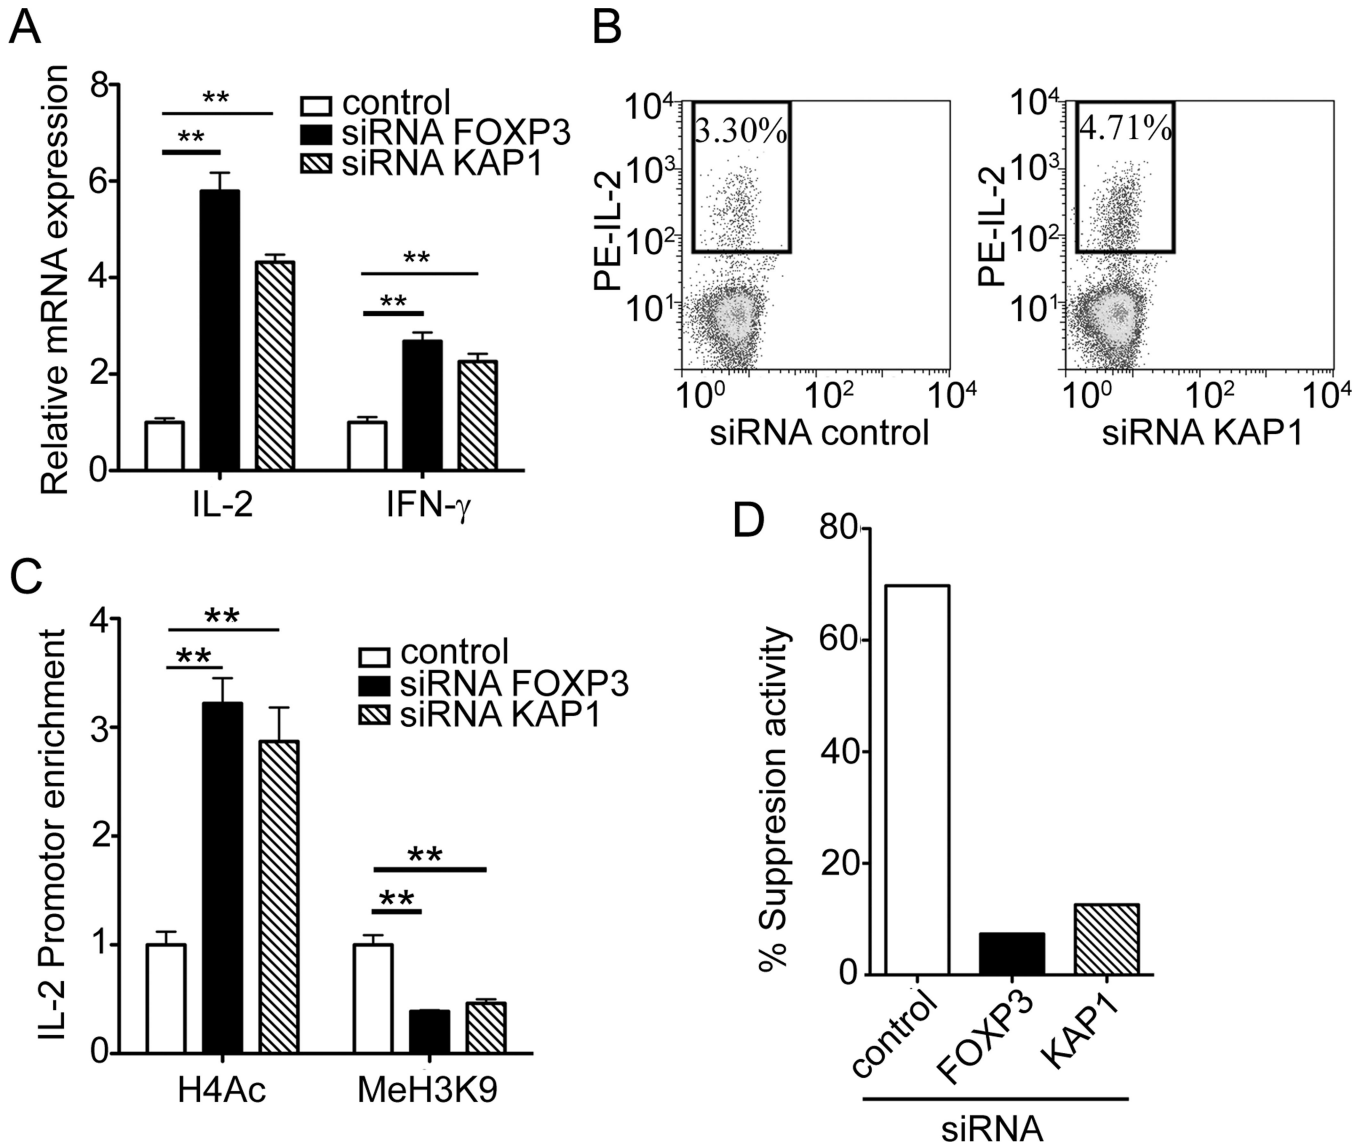 A
Relative mRNA expression
8
6
4
2
0
**
**
**
**
control
siRNA FOXP3
siRNA KAP1
IL-2
IFN-γ
B
PE-IL-2
10⁴
10³
10²
10¹
3.30%
10⁰
10²
10⁴
siRNA control
PE-IL-2
10⁴
10³
10²
10¹
4.71%
10⁰
10²
10⁴
siRNA KAP1
C
IL-2 Promotor enrichment
4
3
2
1
0
**
**
**
**
control
siRNA FOXP3
siRNA KAP1
H4Ac
MeH3K9
D
% Suppresion activity
80
60
40
20
0
control
FOXP3
KAP1
siRNA